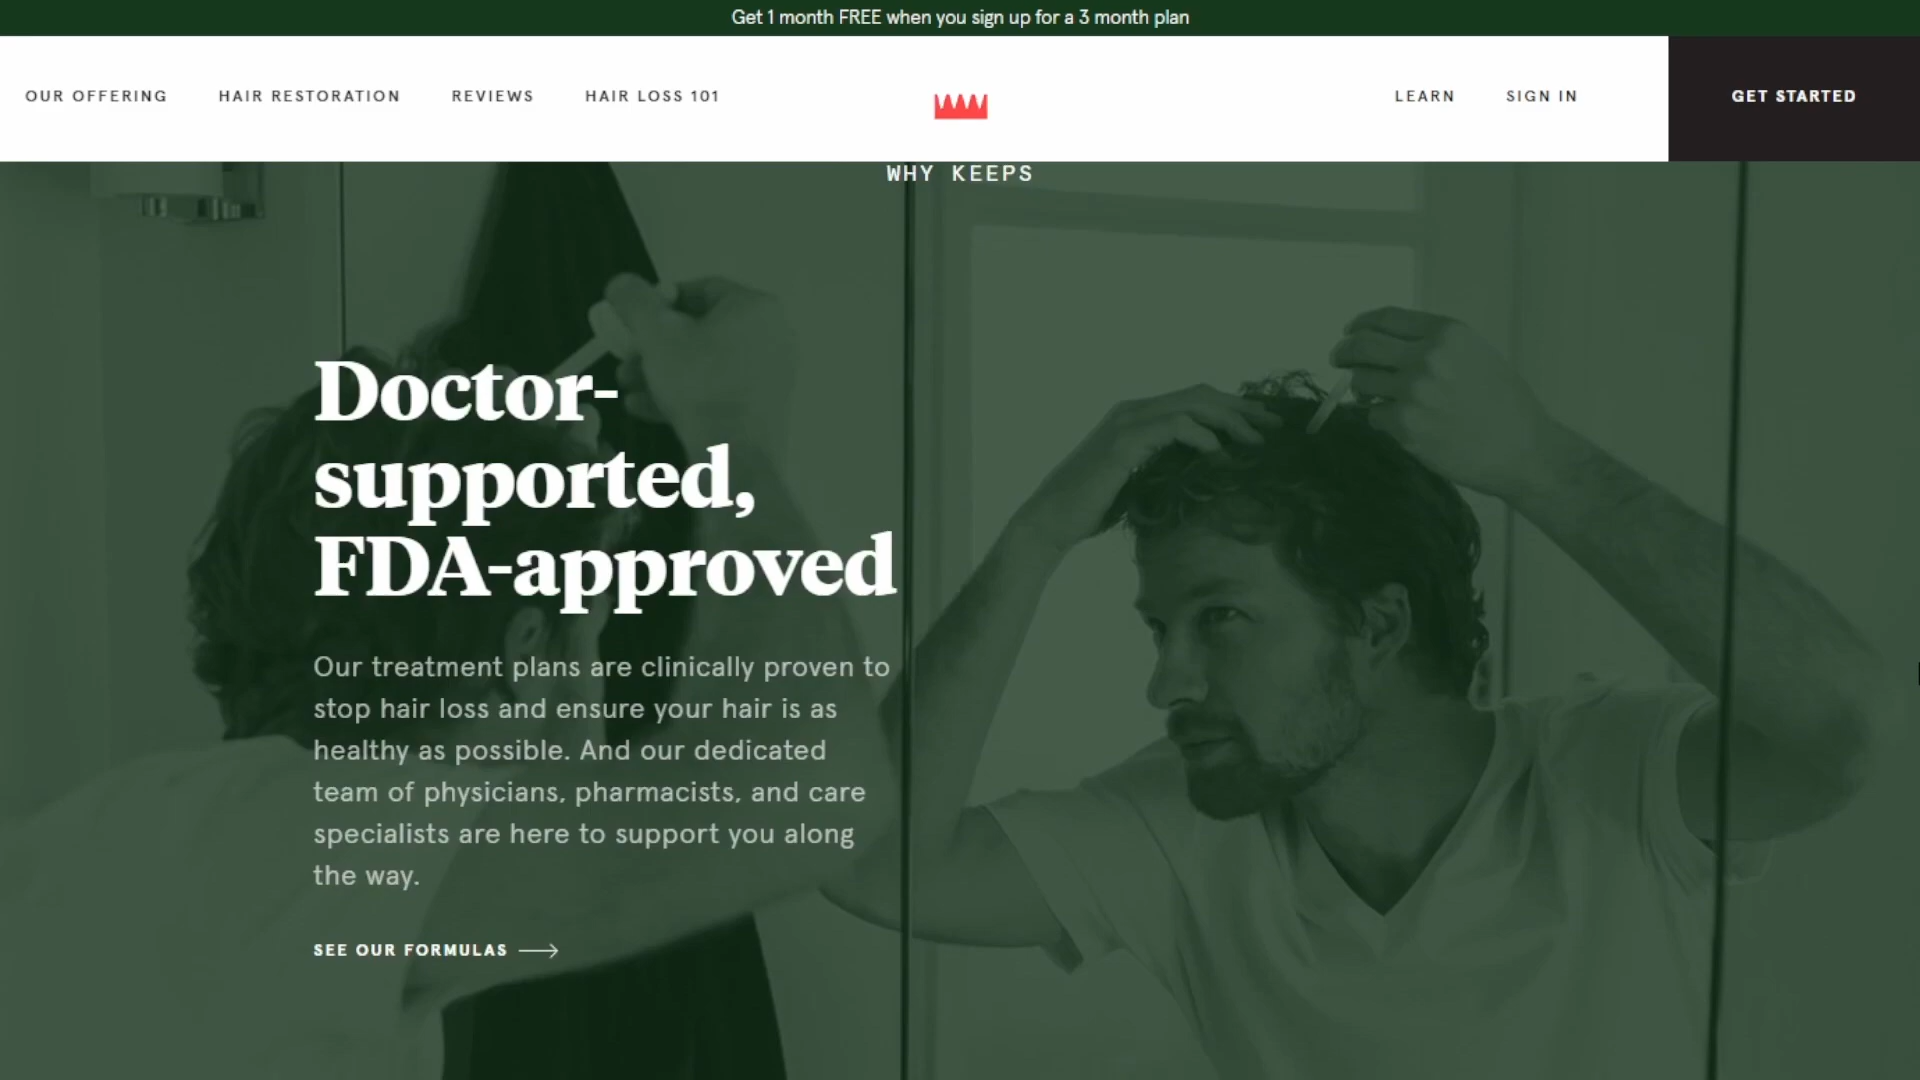 Get 1 month FREE when you sign up for a 3 month plan
OUR OFFERING HAIR RESTORATION REVIEWS HAIR LOSS 101 LEARN SIGN IN GET STARTED
WHY KEEPS
Doctor-
supported,
FDA-approved
Our treatment plans are clinically proven to
stop hair loss and ensure your hair is as
healthy as possible. And our dedicated
team of physicians, pharmacists, and care
specialists are here to support you along
the way.
SEE OUR FORMULAS